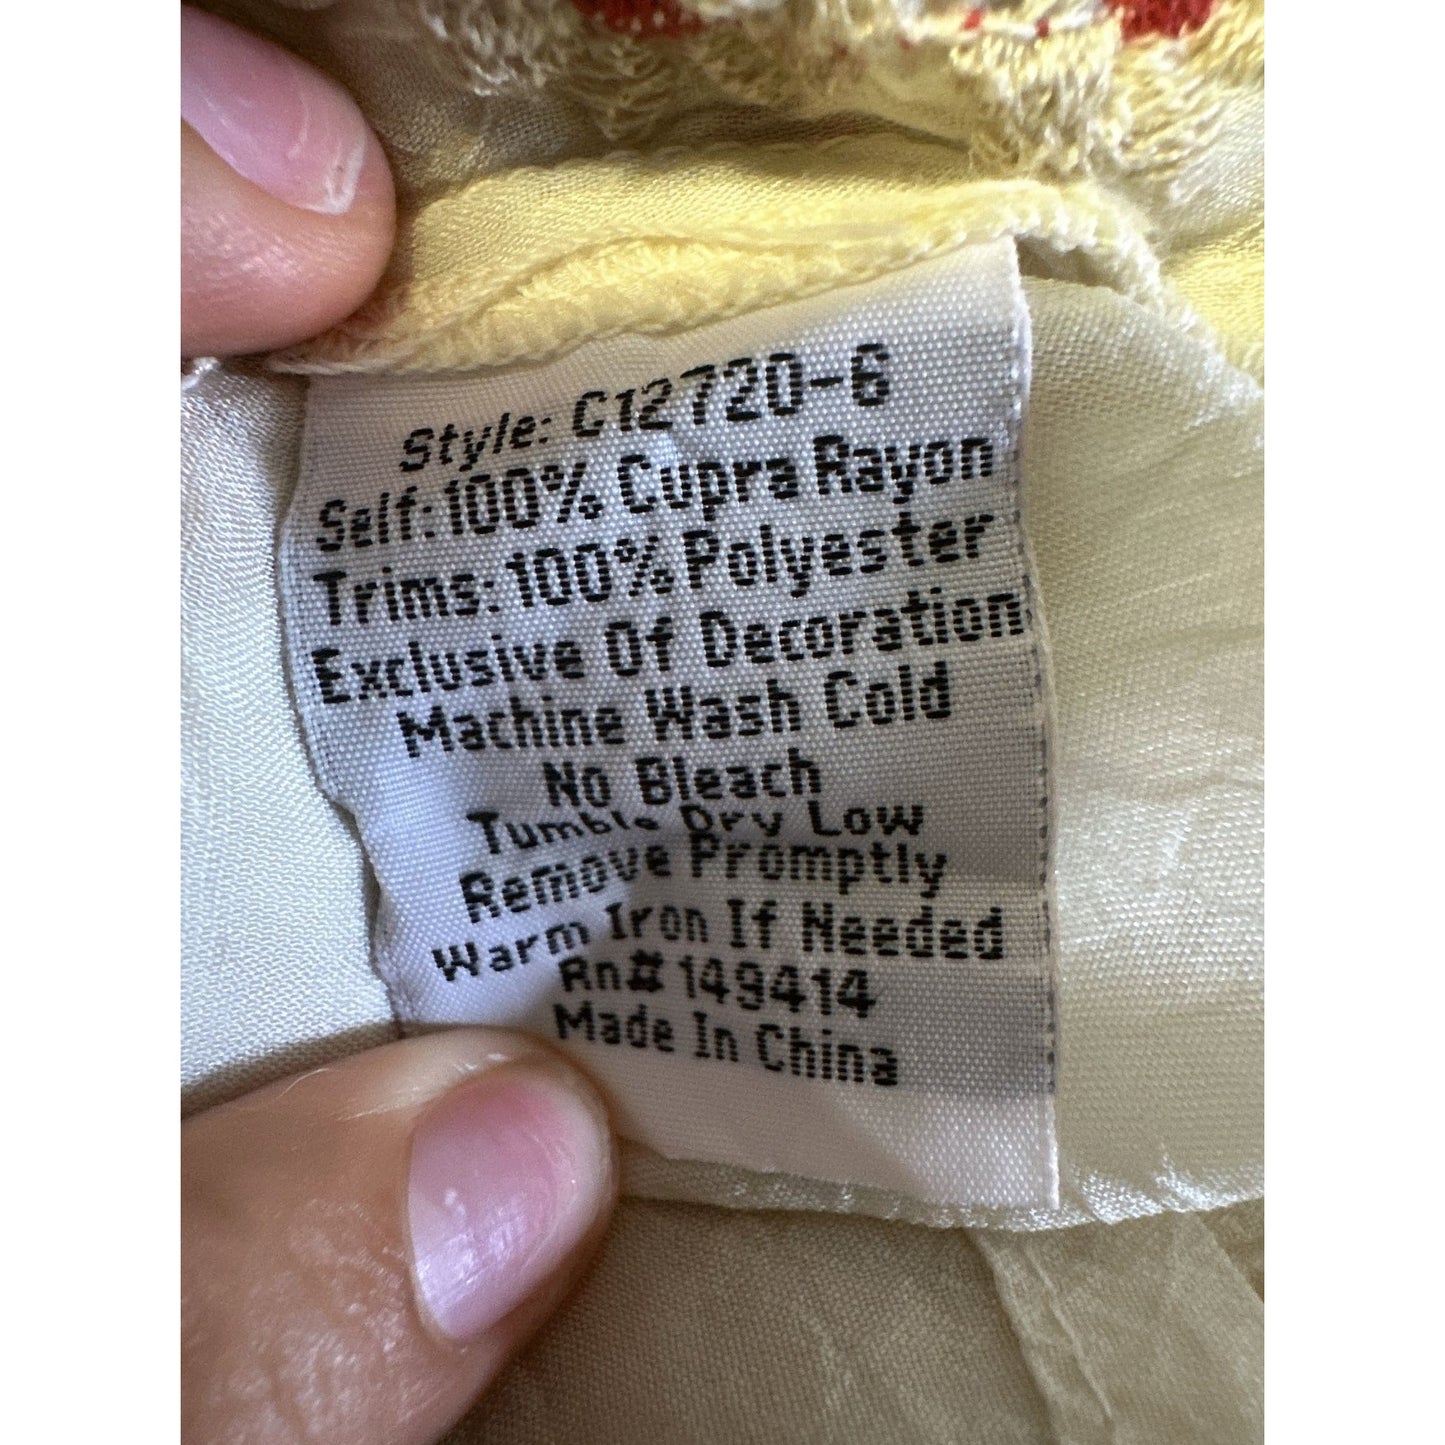 Style: C12720-6
Self: 100% Cupra Rayon
Trims: 100% Polyester
Exclusive Of Decoration
Machine Wash Cold
No Bleach
Tumble Dry Low
Remove Promptly
Warm Iron If Needed
Rn# 149414
Made In China